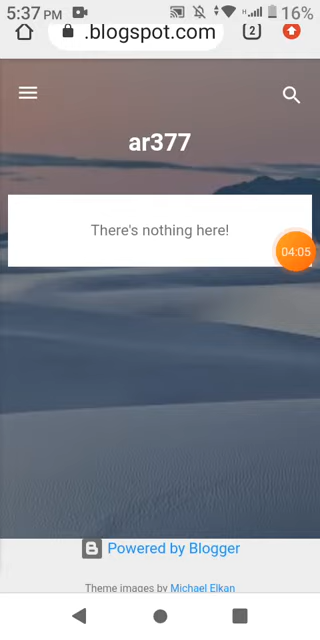 5:37 PM
16%
.blogspot.com
2
ar377
There's nothing here!
04:05
Powered by Blogger
Theme images by Michael Elkan